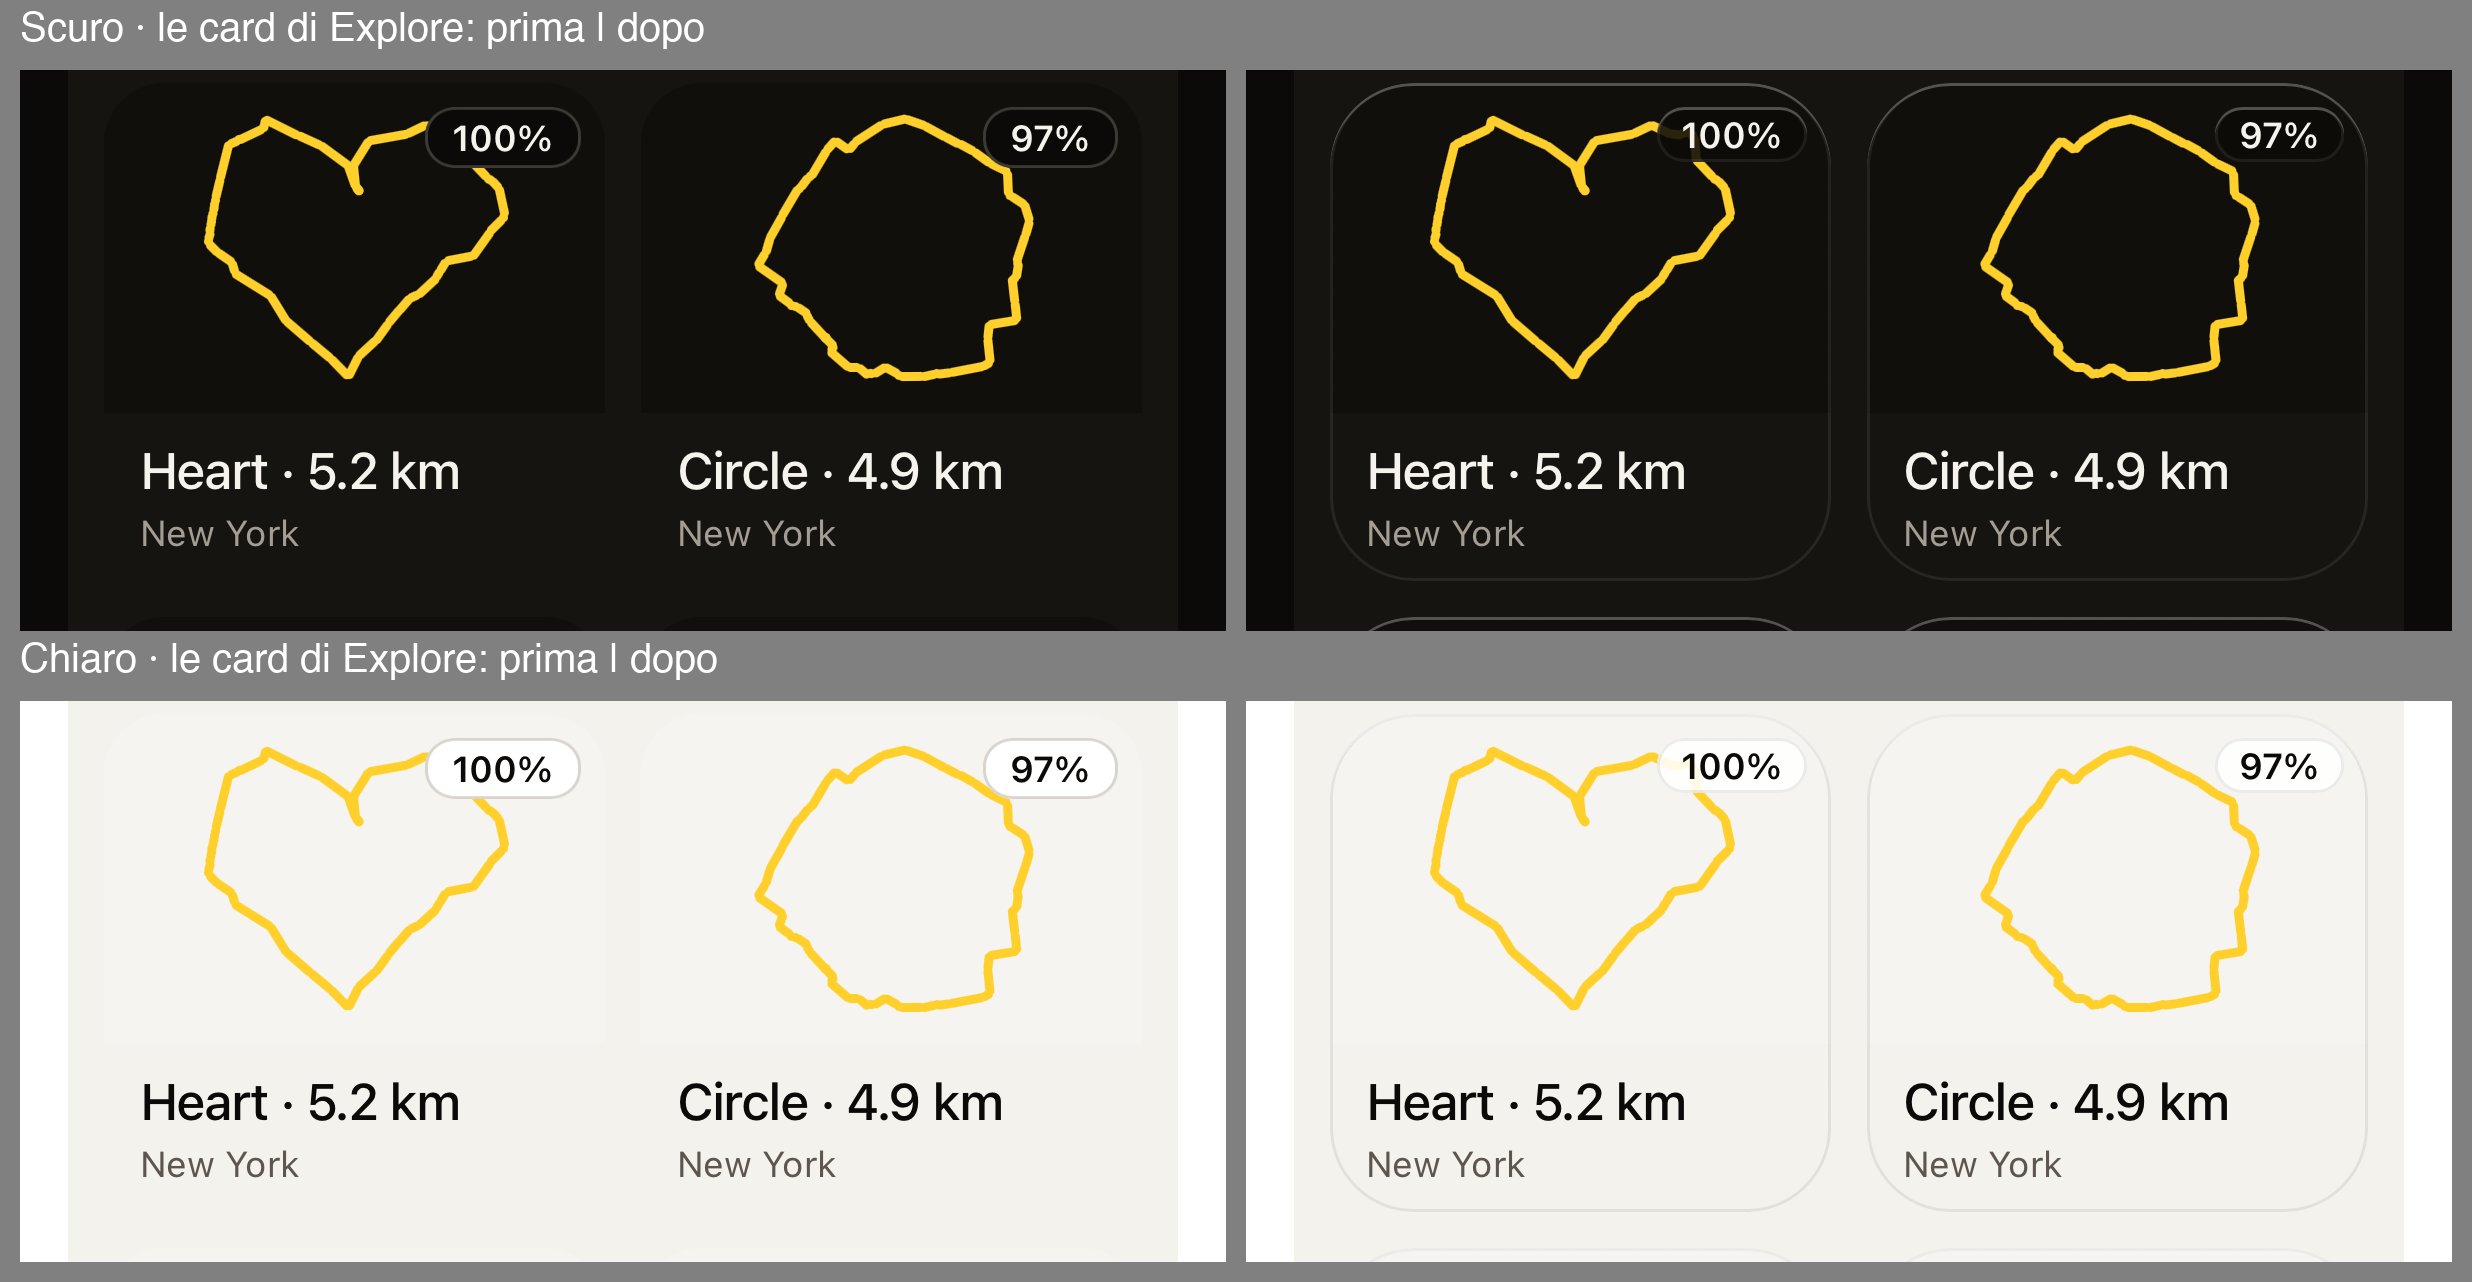 Scuro · le card di Explore: prima | dopo
100%
97%
100%
97%
Heart · 5.2 km
Circle · 4.9 km
Heart · 5.2 km
Circle · 4.9 km
New York
New York
New York
New York
Chiaro · le card di Explore: prima | dopo
100%
97%
100%
97%
Heart · 5.2 km
Circle · 4.9 km
Heart · 5.2 km
Circle · 4.9 km
New York
New York
New York
New York